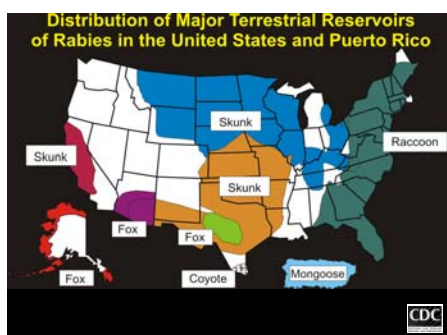 Distribution of Major Terrestrial Reservoirs
of Rabies in the United States and Puerto Rico
Skunk
Raccoon
Skunk
Skunk
Fox
Fox
Fox
Coyote
Mongoose
CDC